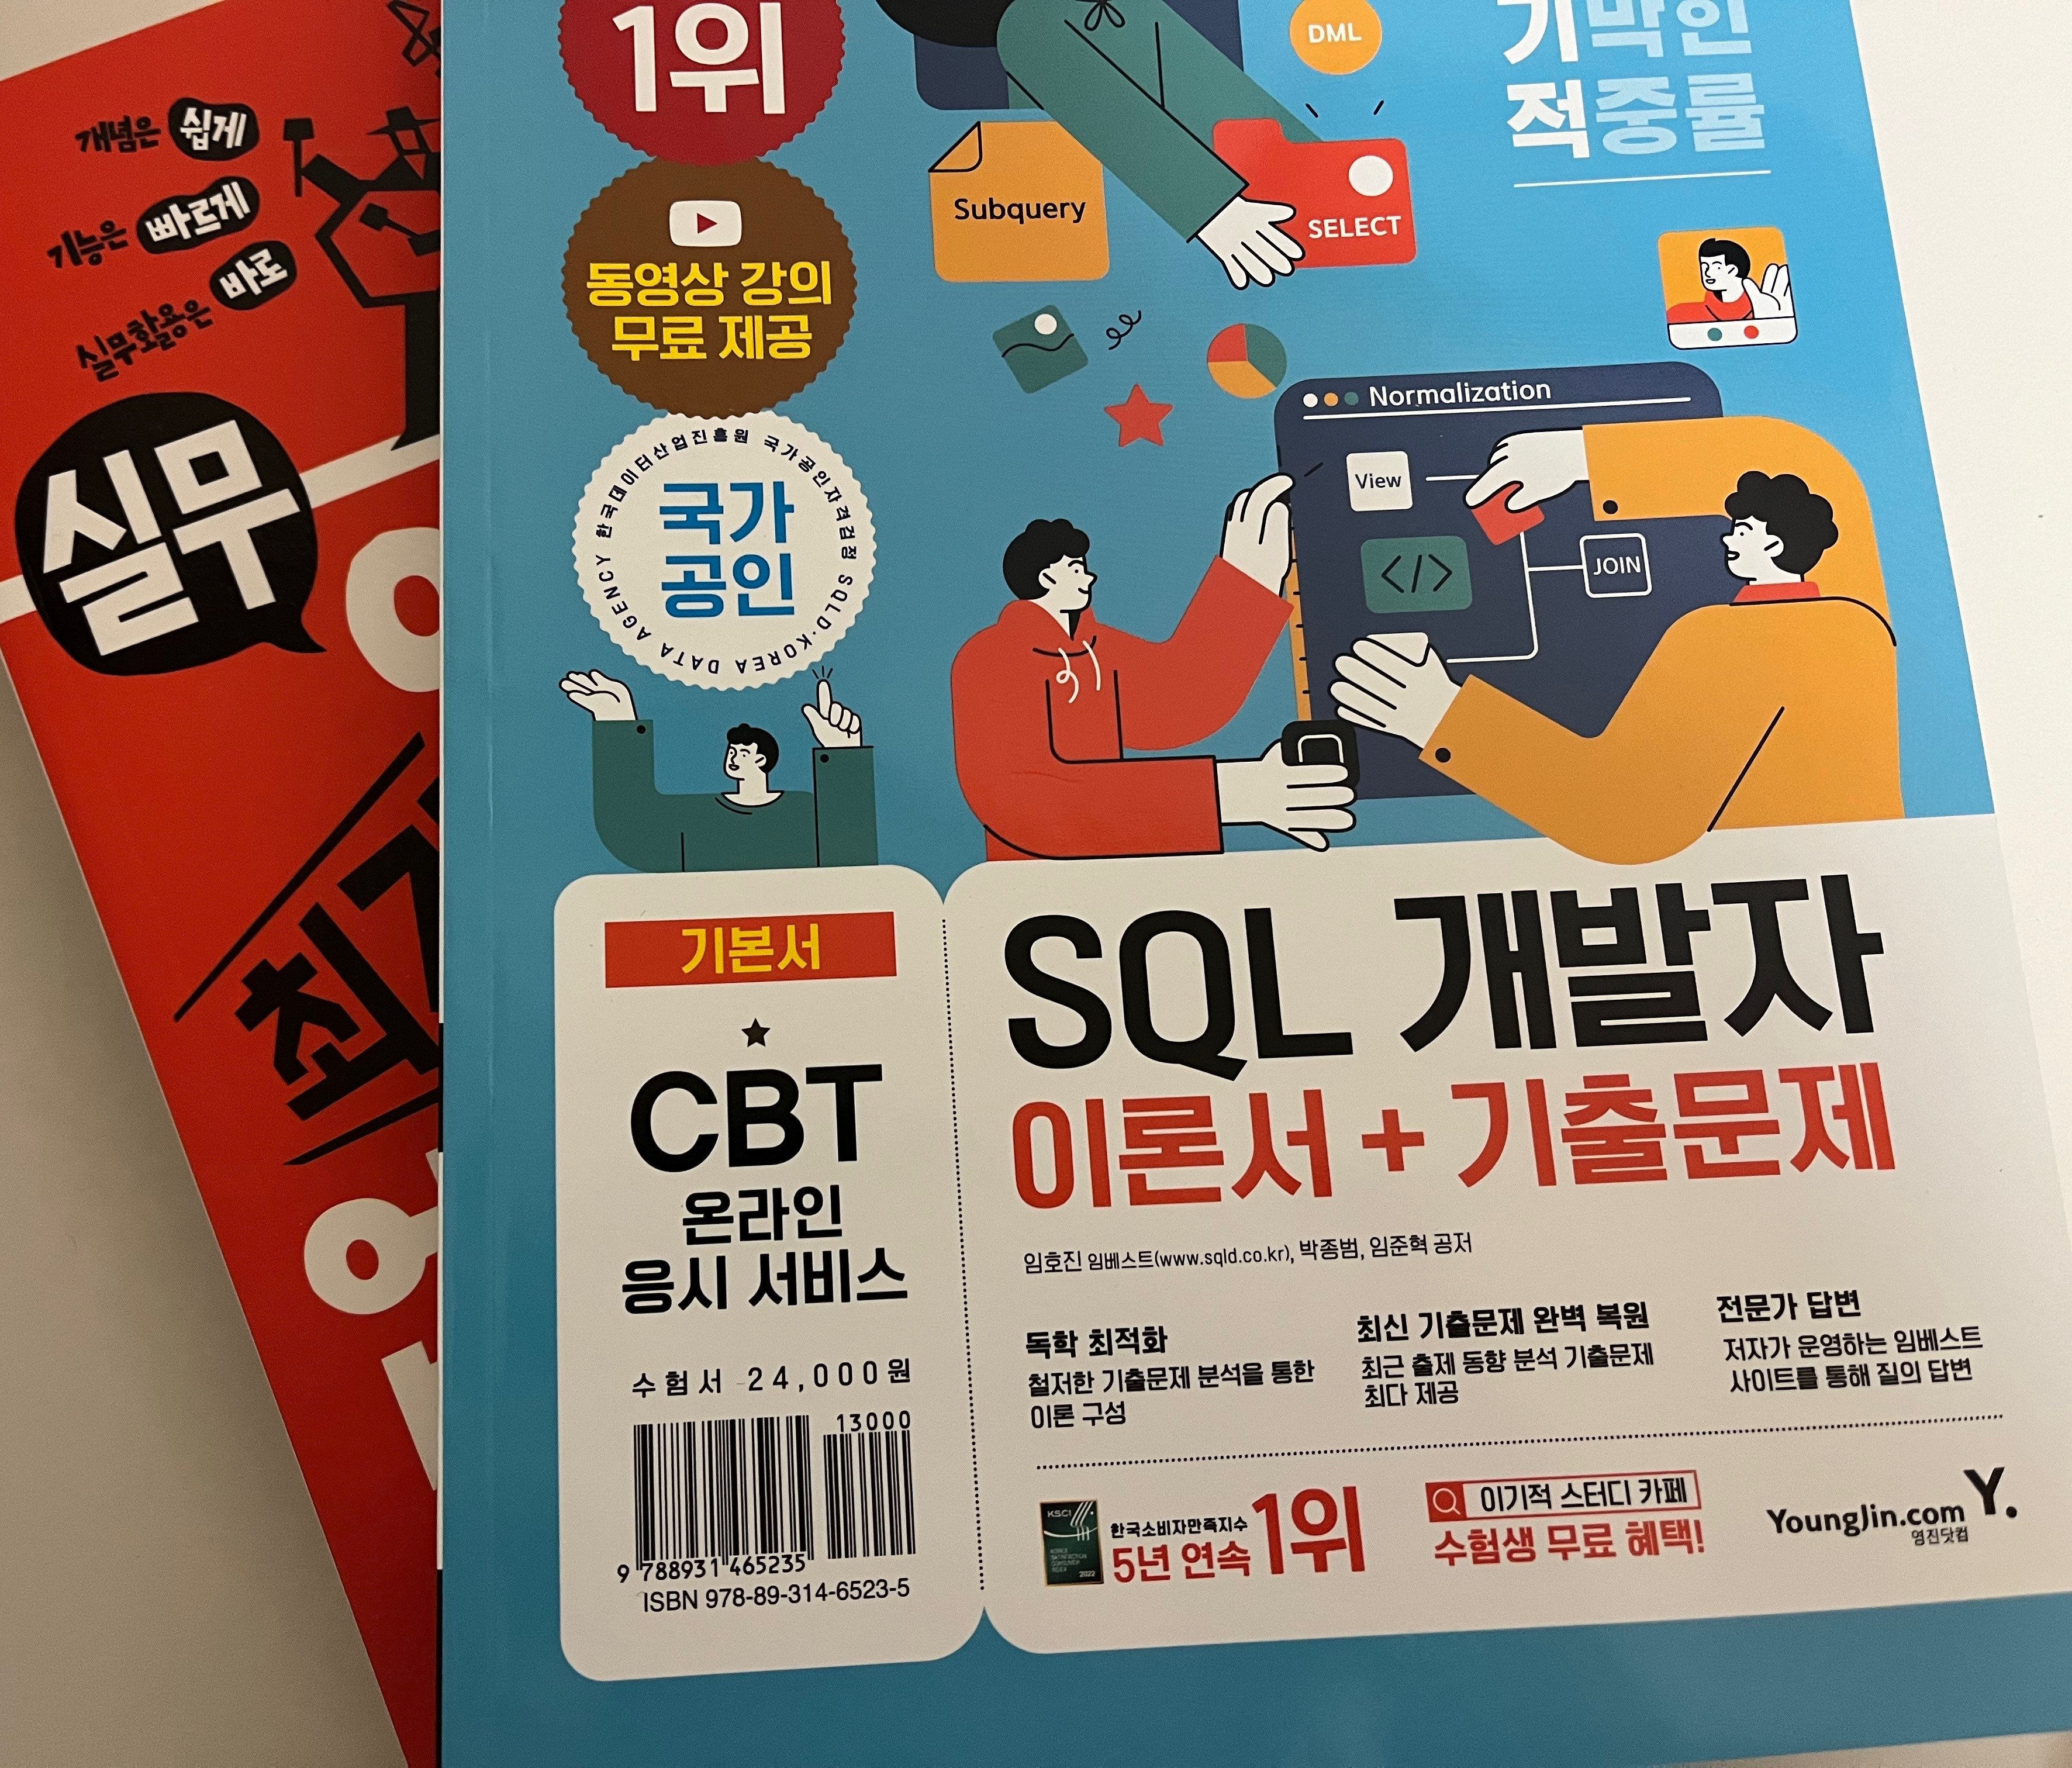 개념은 쉽게
기능은 빠르게
실무활용은 바로
실무
1위
동영상 강의
무료 제공
한국데이터산업진흥원 국가공인자격검정 SQLD·KOREA DATA AGENCY
국가
공인
DML
Subquery
SELECT
적중률
Normalization
View
</>
JOIN
기본서
CBT
온라인
응시 서비스
수험서 24,000원
13000
9 788931 465235
ISBN 978-89-314-6523-5
SQL 개발자
이론서 + 기출문제
임호진 임베스트(www.sqld.co.kr), 박종범, 임준혁 공저
독학 최적화
철저한 기출문제 분석을 통한
이론 구성
최신 기출문제 완벽 복원
최근 출제 동향 분석 기출문제
최다 제공
전문가 답변
저자가 운영하는 임베스트
사이트를 통해 질의 답변
KSCI
2022
한국소비자만족지수
5년 연속 1위
이기적 스터디 카페
수험생 무료 혜택!
YoungJin.com Y.
영진닷컴